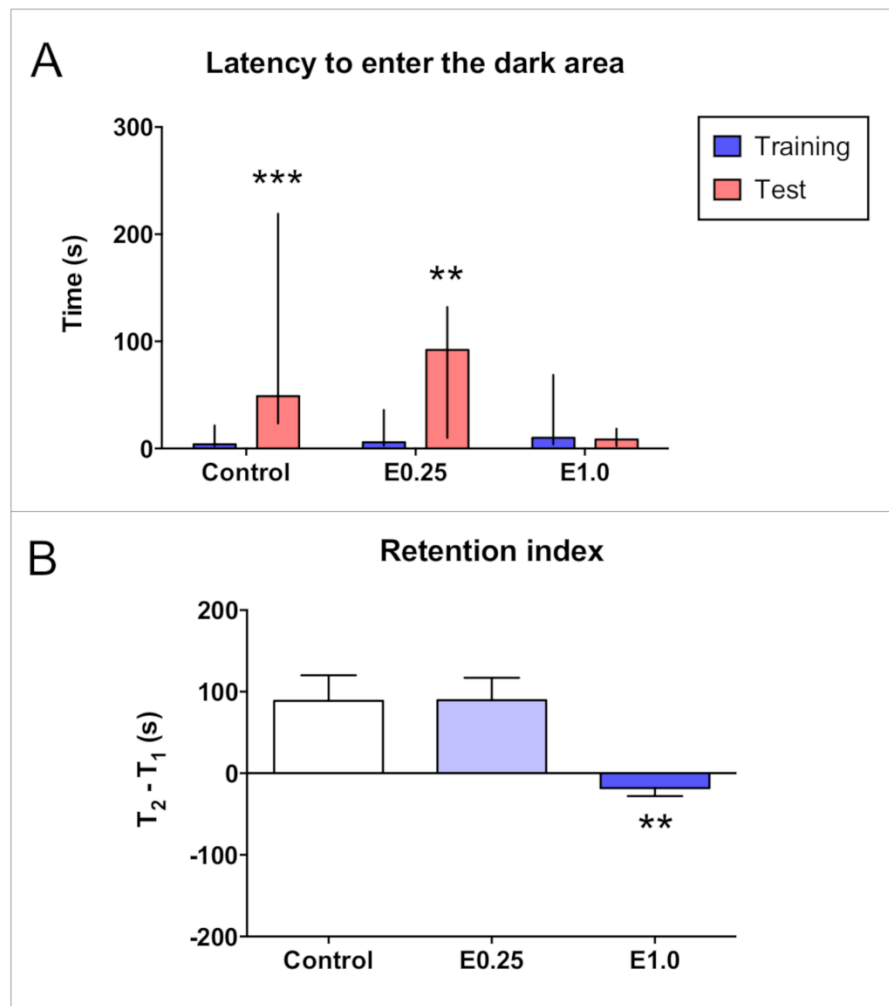 A
Latency to enter the dark area
Training
Test
Time (s)
300
200
100
0
***
**
Control
E0.25
E1.0
B
Retention index
T₂ - T₁ (s)
200
100
0
-100
-200
**
Control
E0.25
E1.0